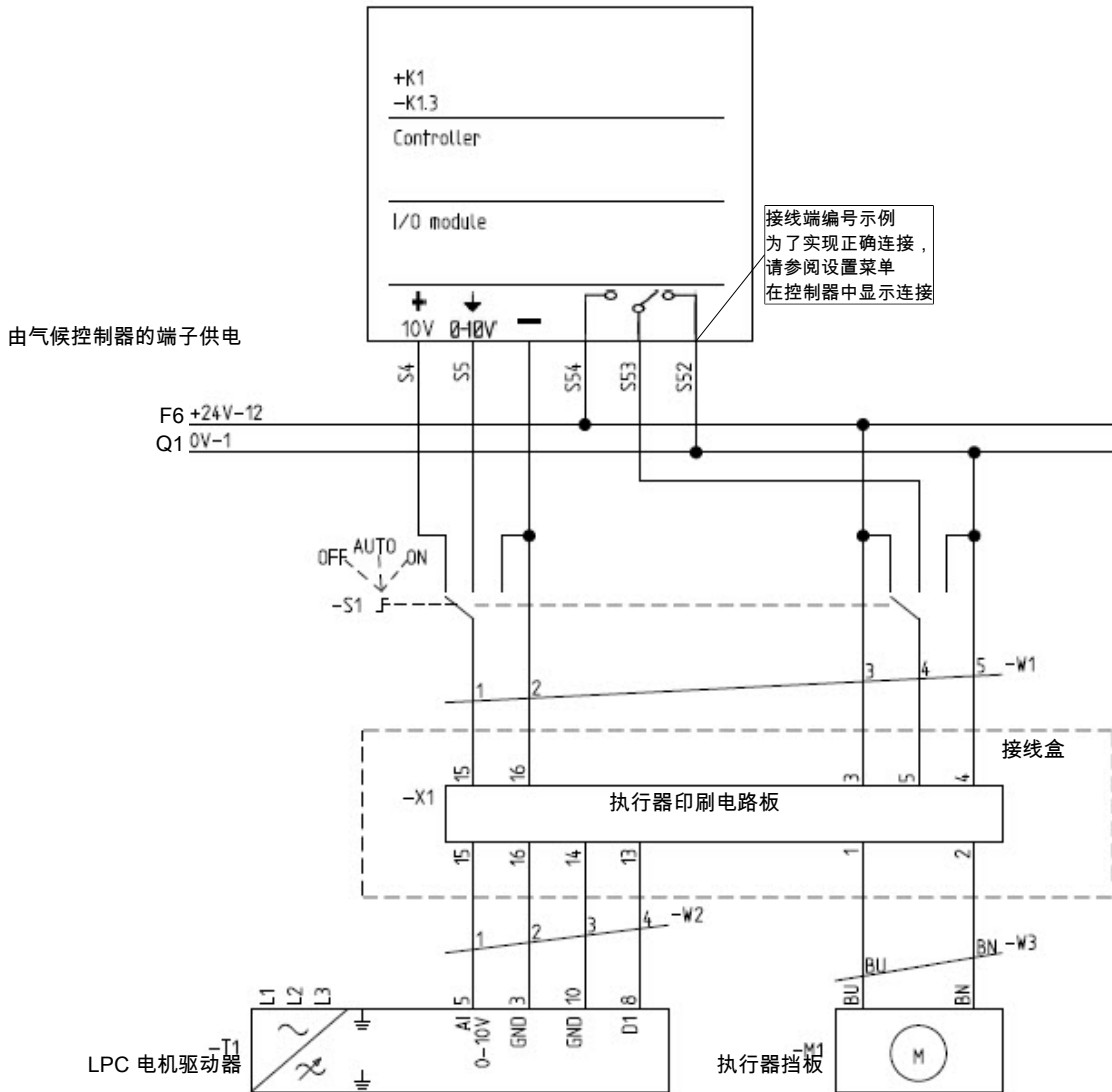 +K1
-K1.3
Controller
I/O module
接线端编号示例
为了实现正确连接，
请参阅设置菜单
在控制器中显示连接
+
10V
0-10V
由气候控制器的端子供电
S4
S5
S54
S53
S52
F6 +24V-12
Q1 0V-1
OFF AUTO ON
-S1
1 2 3 4 5 -W1
接线盒
15 16 3 5 4
-X1 执行器印刷电路板
15 16 14 13 1 2
1 2 3 4 -W2
BU BN -W3
L1 L2 L3
AI 5
0-10V
GND 3
GND 10
D1 8
BU BN
-T1
LPC 电机驱动器
-M1
执行器挡板
M